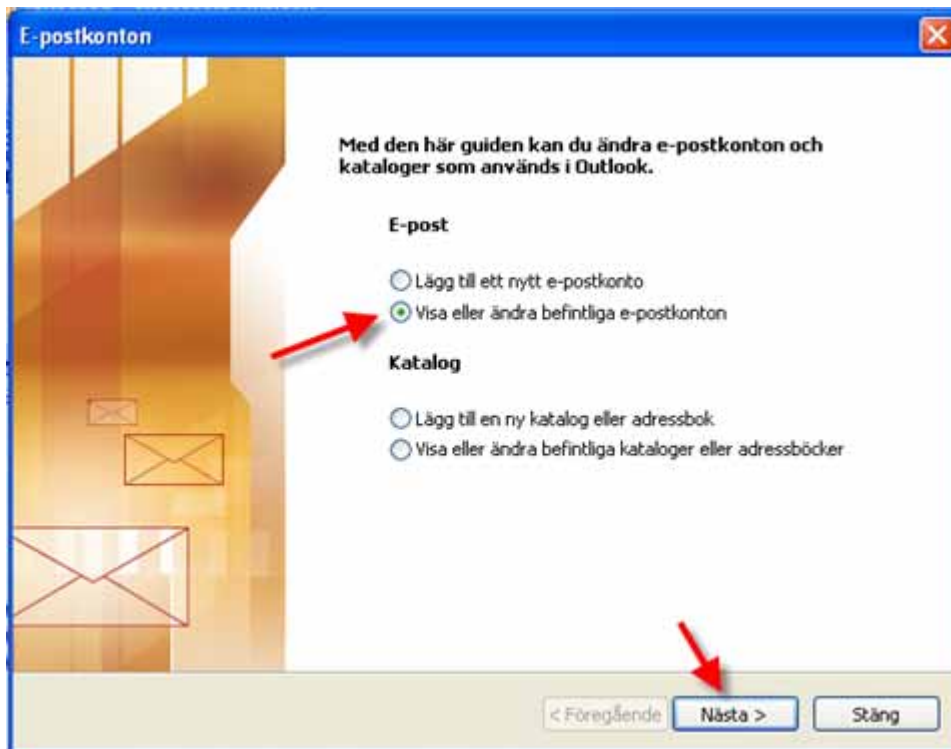 E-postkonton
Med den här guiden kan du ändra e-postkonton och
kataloger som används i Outlook.
E-post
Lägg till ett nytt e-postkonto
Visa eller ändra befintliga e-postkonton
Katalog
Lägg till en ny katalog eller adressbok
Visa eller ändra befintliga kataloger eller adressböcker
< Föregående Nästa > Stäng